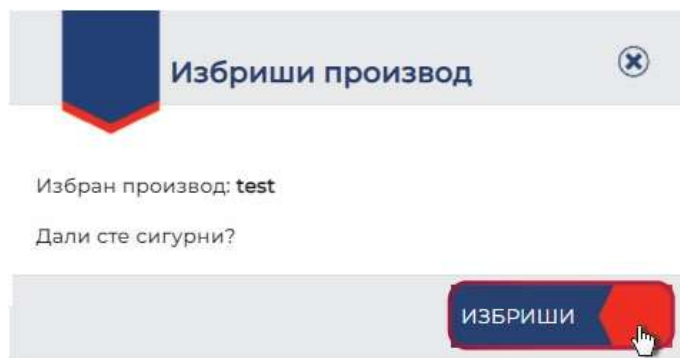 Избриши производ
Избран производ: test
Дали сте сигурни?
ИЗБРИШИ